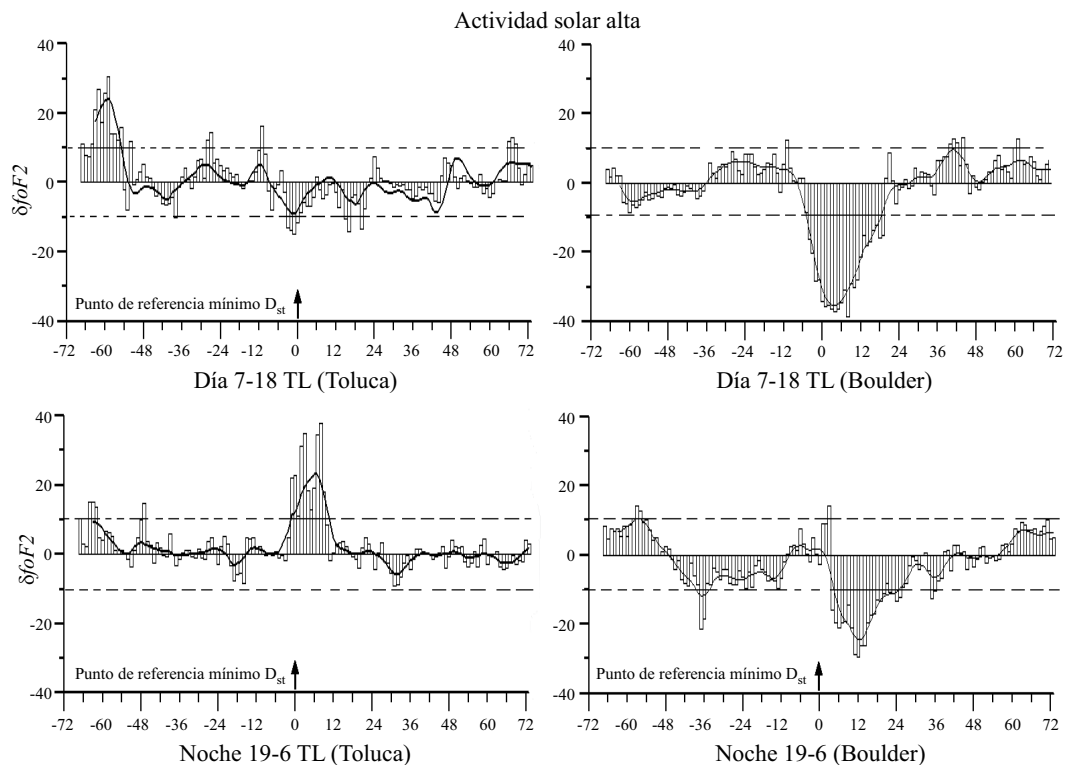 Actividad solar alta
40
20
0
-20
-40
δfoF2
Punto de referencia mínimo Dst
-72 -60 -48 -36 -24 -12 0 12 24 36 48 60 72
Día 7-18 TL (Toluca)
40
20
0
-20
-40
-72 -60 -48 -36 -24 -12 0 12 24 36 48 60 72
Día 7-18 TL (Boulder)
40
20
0
-20
-40
δfoF2
Punto de referencia mínimo Dst
-72 -60 -48 -36 -24 -12 0 12 24 36 48 60 72
Noche 19-6 TL (Toluca)
40
20
0
-20
-40
Punto de referencia mínimo Dst
-72 -60 -48 -36 -24 -12 0 12 24 36 48 60 72
Noche 19-6 (Boulder)